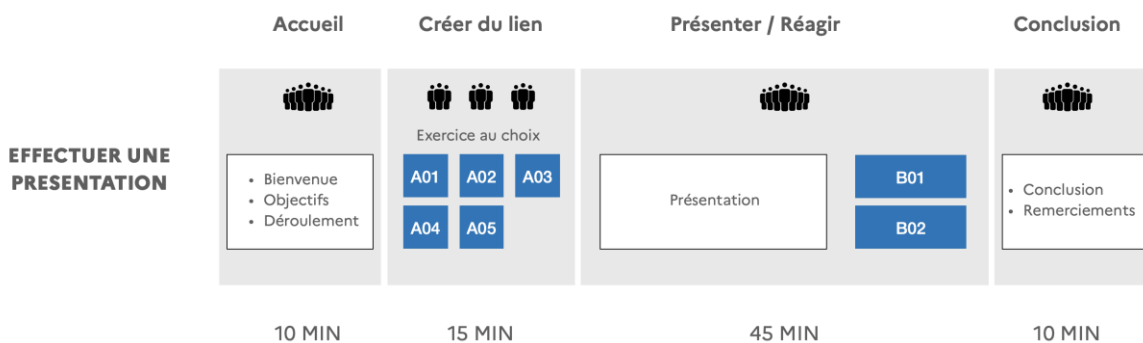 Accueil
Créer du lien
Présenter / Réagir
Conclusion
EFFECTUER UNE
PRESENTATION
• Bienvenue
• Objectifs
• Déroulement
Exercice au choix
A01 A02 A03
A04 A05
Présentation
B01
B02
• Conclusion
• Remerciements
10 MIN
15 MIN
45 MIN
10 MIN